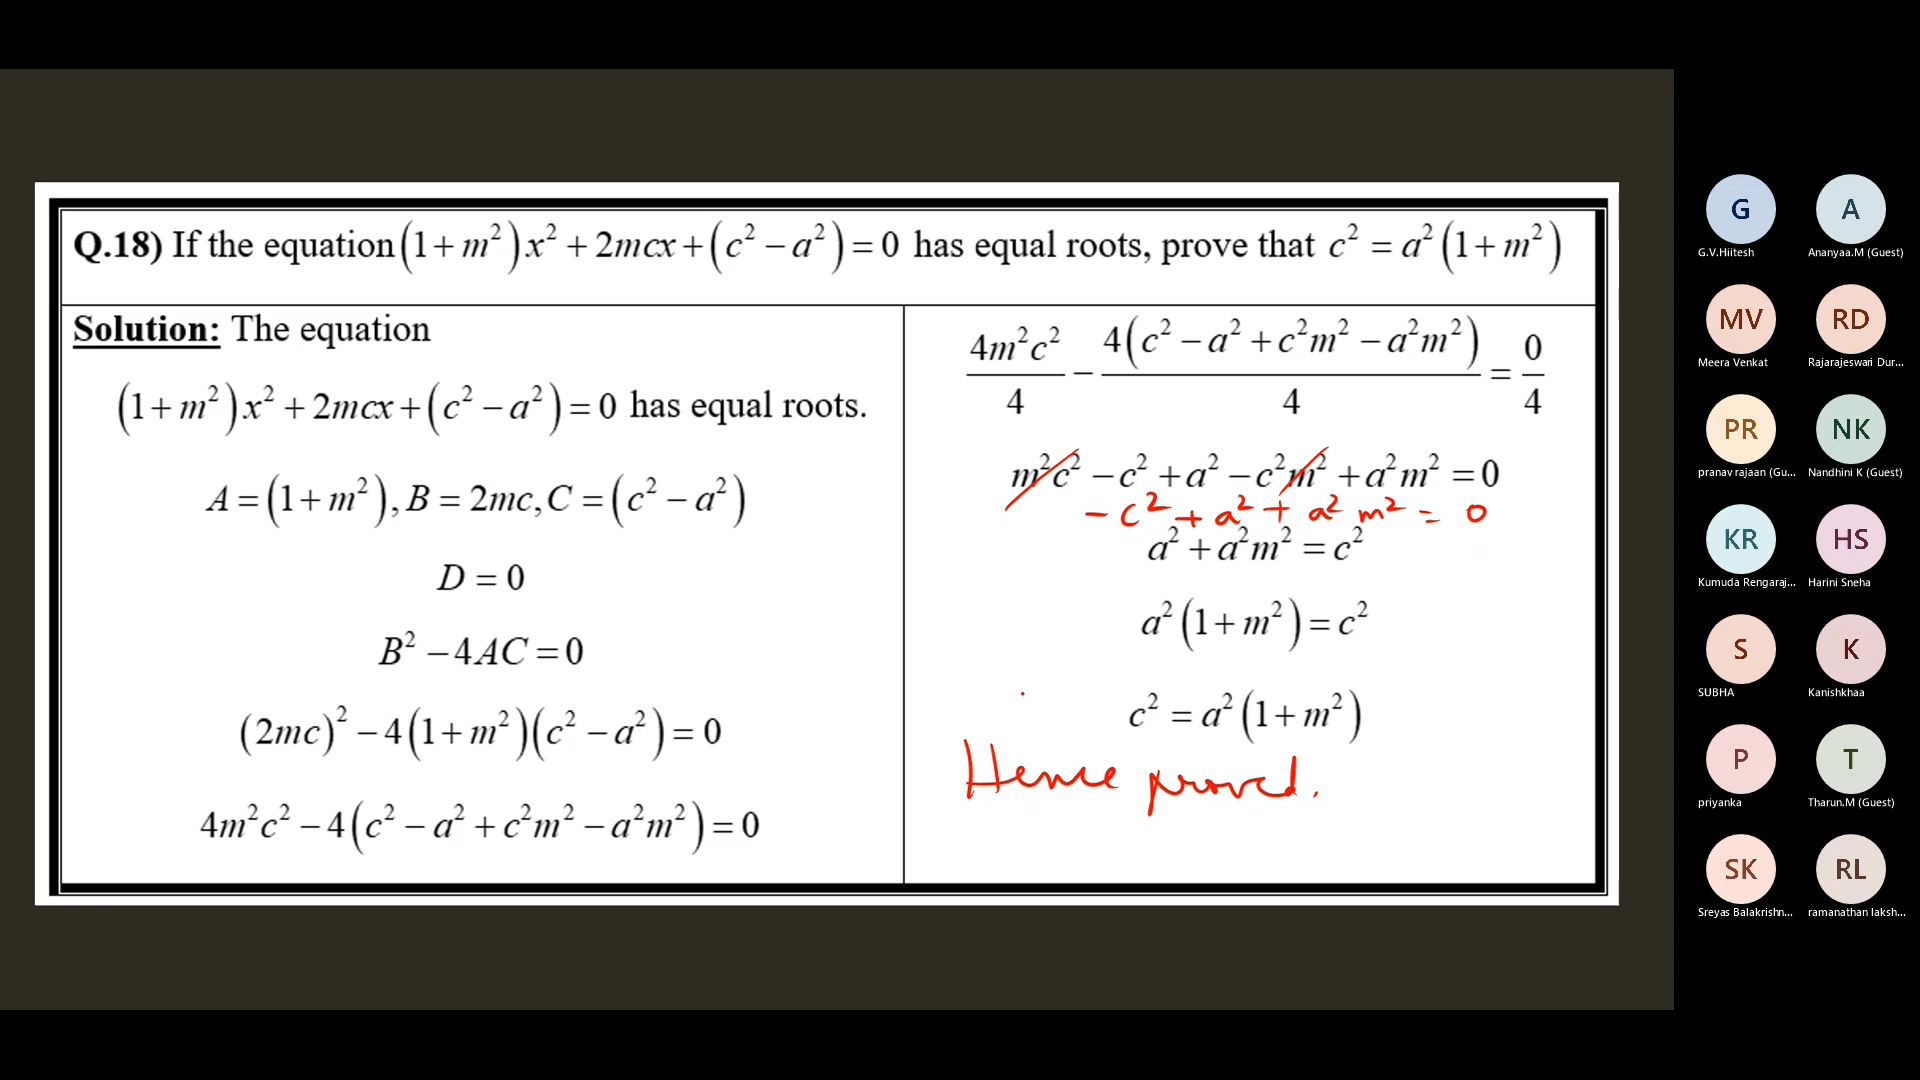 Q.18) If the equation (1+m²)x² + 2mcx + (c² − a²) = 0 has equal roots, prove that c² = a²(1+m²)
Solution: The equation
(1+m²)x² + 2mcx + (c² − a²) = 0 has equal roots.
A = (1+m²), B = 2mc, C = (c² − a²)
D = 0
B² − 4AC = 0
(2mc)² − 4(1+m²)(c² − a²) = 0
4m²c² − 4(c² − a² + c²m² − a²m²) = 0
4m²c²/4 − 4(c² − a² + c²m² − a²m²)/4 = 0/4
m²c² − c² + a² − c²m² + a²m² = 0
− c² + a² + a² m² = 0
a² + a²m² = c²
a²(1+m²) = c²
c² = a²(1+m²)
Hence proved.
G
G.V.Hiitesh
A
Ananyaa.M (Guest)
MV
Meera Venkat
RD
Rajarajeswari Dur...
PR
pranav rajaan (Gu...
NK
Nandhini K (Guest)
KR
Kumuda Rengaraj...
HS
Harini Sneha
S
SUBHA
K
Kanishkhaa
P
priyanka
T
Tharun.M (Guest)
SK
Sreyas Balakrishn...
RL
ramanathan laksh...